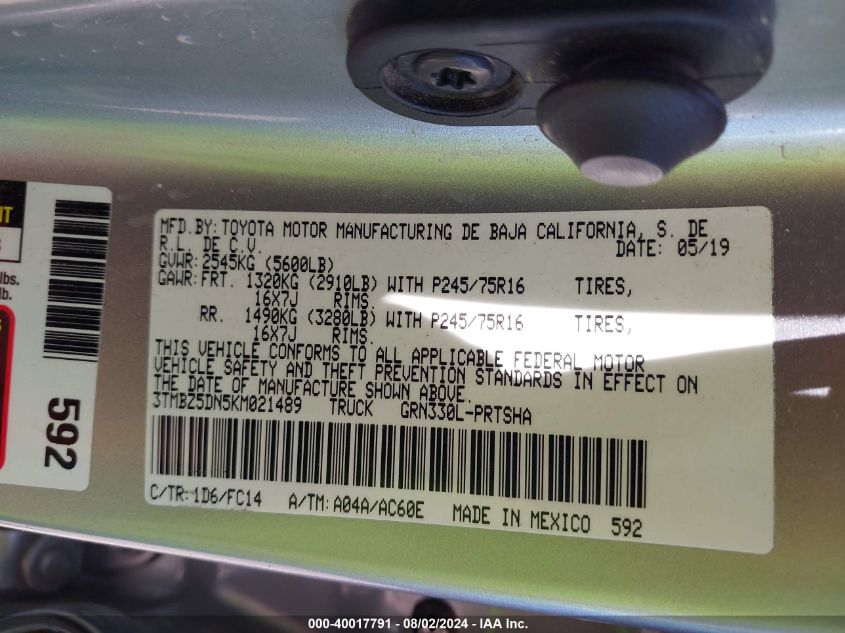 MFD.BY:TOYOTA MOTOR MANUFACTURING DE BAJA CALIFORNIA, S. DE
R.L. DE C.V. DATE: 05/19
GVWR:2545KG (5600LB)
GAWR:FRT. 1320KG (2910LB) WITH P245/75R16 TIRES,
16X7J RIMS.
RR. 1490KG (3280LB) WITH P245/75R16 TIRES,
16X7J RIMS.
THIS VEHICLE CONFORMS TO ALL APPLICABLE FEDERAL MOTOR
VEHICLE SAFETY AND THEFT PREVENTION STANDARDS IN EFFECT ON
THE DATE OF MANUFACTURE SHOWN ABOVE.
3TMBZ5DN5KM021489 TRUCK GRN330L-PRTSHA
C/TR:1D6/FC14 A/TM:A04A/AC60E MADE IN MEXICO 592
lbs.
lb.
592
000-40017791 - 08/02/2024 - IAA Inc.